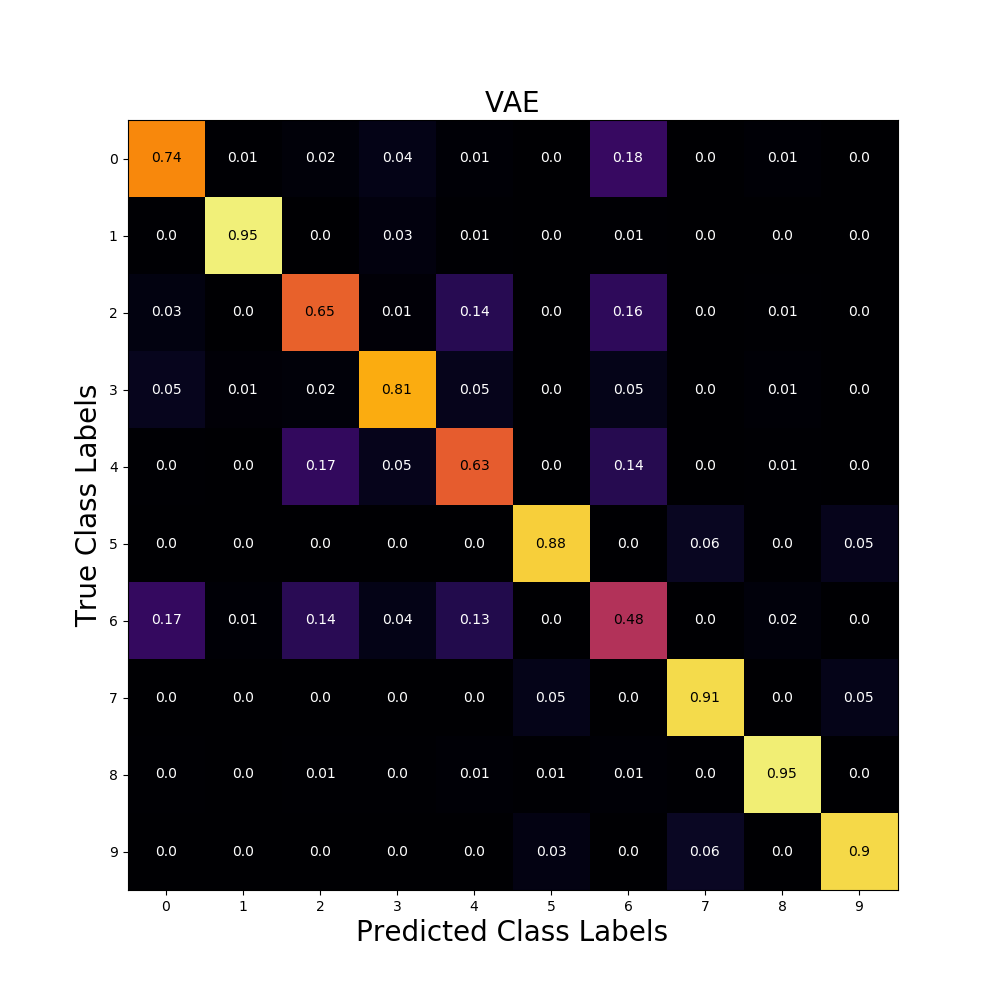 VAE
0 0.74 0.01 0.02 0.04 0.01 0.0 0.18 0.0 0.01 0.0
1 0.0 0.95 0.0 0.03 0.01 0.0 0.01 0.0 0.0 0.0
2 0.03 0.0 0.65 0.01 0.14 0.0 0.16 0.0 0.01 0.0
3 0.05 0.01 0.02 0.81 0.05 0.0 0.05 0.0 0.01 0.0
4 0.0 0.0 0.17 0.05 0.63 0.0 0.14 0.0 0.01 0.0
5 0.0 0.0 0.0 0.0 0.0 0.88 0.0 0.06 0.0 0.05
6 0.17 0.01 0.14 0.04 0.13 0.0 0.48 0.0 0.02 0.0
7 0.0 0.0 0.0 0.0 0.0 0.05 0.0 0.91 0.0 0.05
8 0.0 0.0 0.01 0.0 0.01 0.01 0.01 0.0 0.95 0.0
9 0.0 0.0 0.0 0.0 0.0 0.03 0.0 0.06 0.0 0.9
0 1 2 3 4 5 6 7 8 9
Predicted Class Labels
True Class Labels